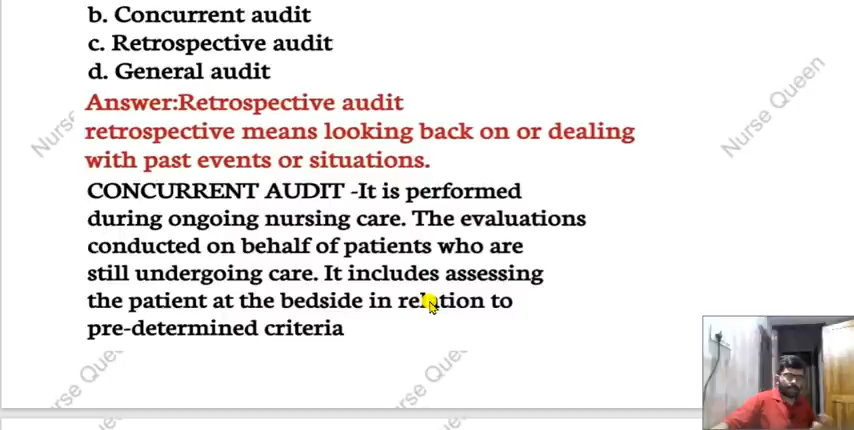 b. Concurrent audit
c. Retrospective audit
d. General audit
Answer:Retrospective audit
retrospective means looking back on or dealing
with past events or situations.
CONCURRENT AUDIT -It is performed
during ongoing nursing care. The evaluations
conducted on behalf of patients who are
still undergoing care. It includes assessing
the patient at the bedside in relation to
pre-determined criteria
Nurse Queen